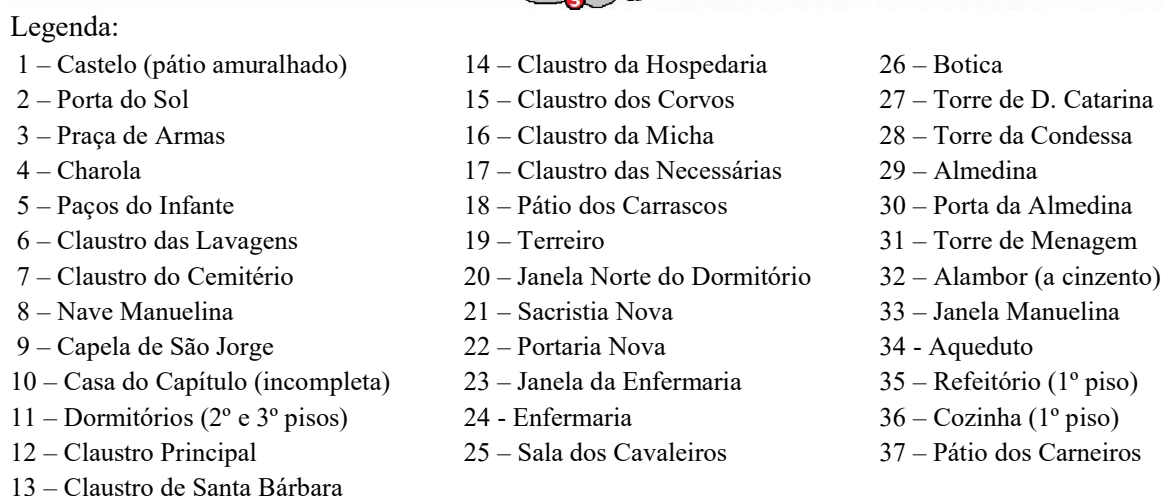 5
Legenda:
1 – Castelo (pátio amuralhado)
2 – Porta do Sol
3 – Praça de Armas
4 – Charola
5 – Paços do Infante
6 – Claustro das Lavagens
7 – Claustro do Cemitério
8 – Nave Manuelina
9 – Capela de São Jorge
10 – Casa do Capítulo (incompleta)
11 – Dormitórios (2º e 3º pisos)
12 – Claustro Principal
13 – Claustro de Santa Bárbara
14 – Claustro da Hospedaria
15 – Claustro dos Corvos
16 – Claustro da Micha
17 – Claustro das Necessárias
18 – Pátio dos Carrascos
19 – Terreiro
20 – Janela Norte do Dormitório
21 – Sacristia Nova
22 – Portaria Nova
23 – Janela da Enfermaria
24 - Enfermaria
25 – Sala dos Cavaleiros
26 – Botica
27 – Torre de D. Catarina
28 – Torre da Condessa
29 – Almedina
30 – Porta da Almedina
31 – Torre de Menagem
32 – Alambor (a cinzento)
33 – Janela Manuelina
34 - Aqueduto
35 – Refeitório (1º piso)
36 – Cozinha (1º piso)
37 – Pátio dos Carneiros